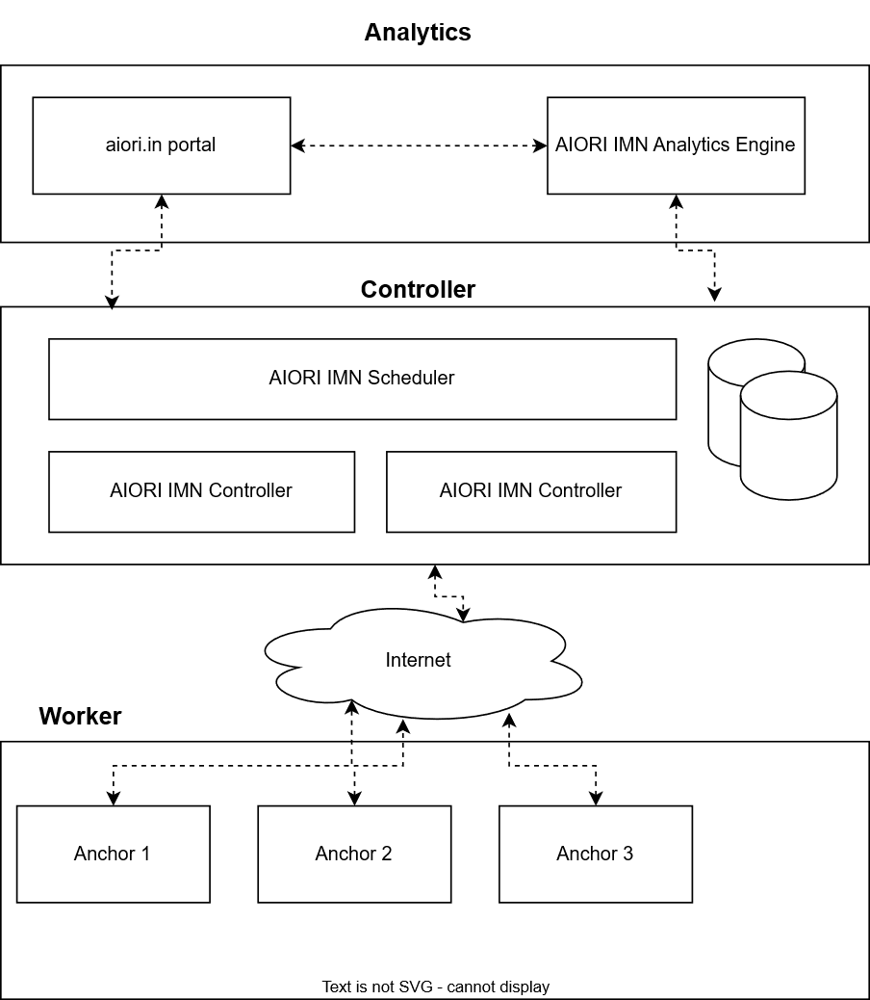 Analytics
aiori.in portal
AIORI IMN Analytics Engine
Controller
AIORI IMN Scheduler
AIORI IMN Controller
AIORI IMN Controller
Internet
Worker
Anchor 1
Anchor 2
Anchor 3
Text is not SVG - cannot display